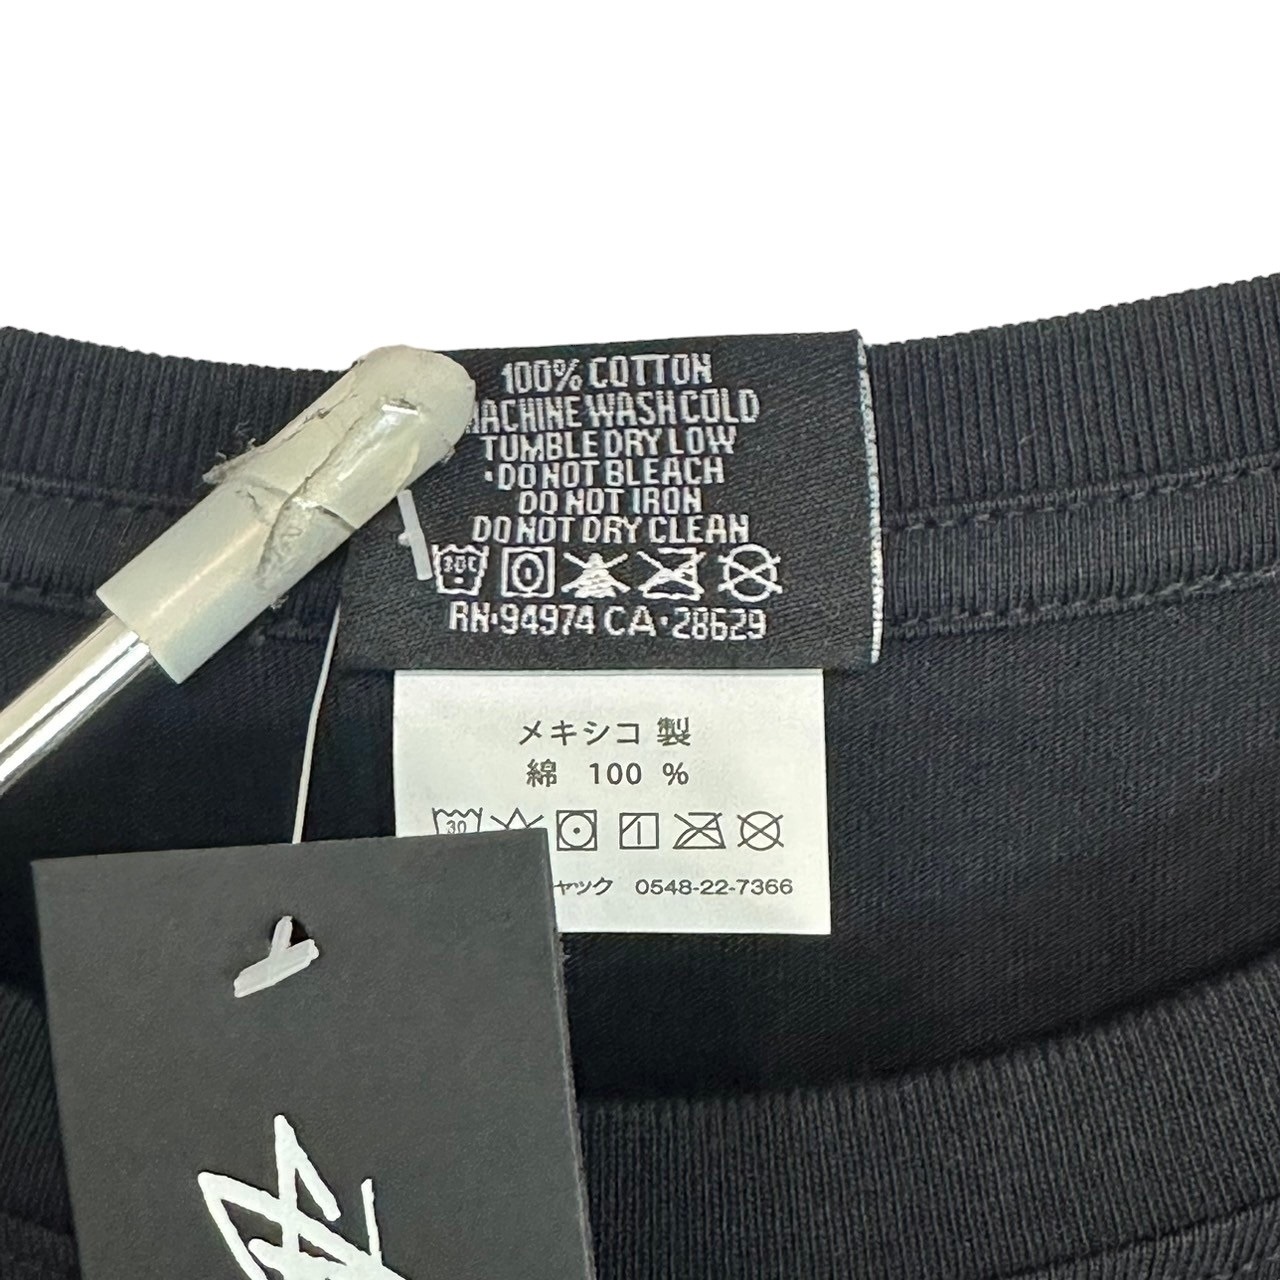 100% COTTON
MACHINE WASH COLD
TUMBLE DRY LOW
DO NOT BLEACH
DO NOT IRON
DO NOT DRY CLEAN
RN·94974 CA·28629
メキシコ 製
綿 100 %
30
ャック 0548-22-7366